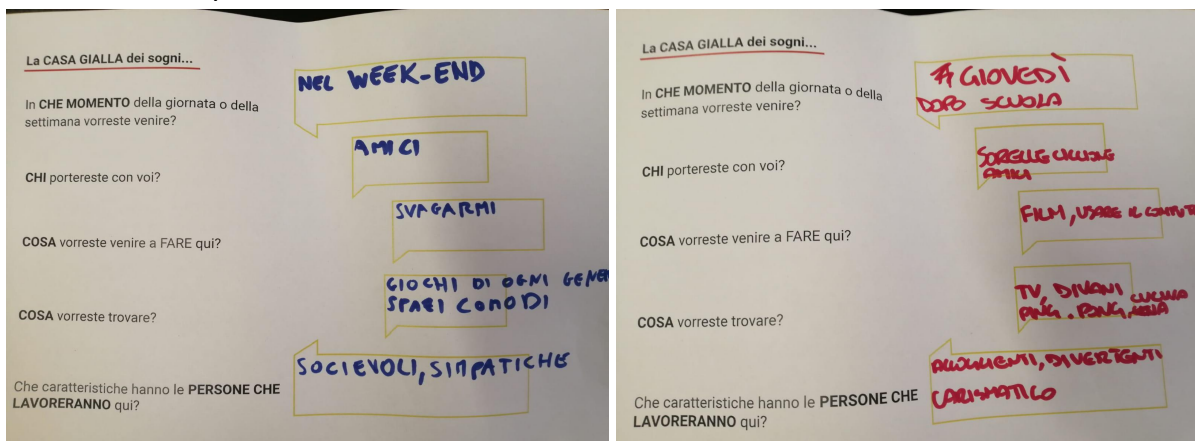 La CASA GIALLA dei sogni...
NEL WEEK-END
In CHE MOMENTO della giornata o della
settimana vorreste venire?
AMICI
CHI portereste con voi?
SVAGARMI
COSA vorreste venire a FARE qui?
GIOCHI DI OGNI GENER
SPAZI COMODI
COSA vorreste trovare?
SOCIEVOLI, SIMPATICHE
Che caratteristiche hanno le PERSONE CHE
LAVORERANNO qui?
La CASA GIALLA dei sogni...
GIOVEDÌ
DOPO SCUOLA
In CHE MOMENTO della giornata o della
settimana vorreste venire?
SORELLE
AMICI
CHI portereste con voi?
FILM, USARE IL COMPUTE
COSA vorreste venire a FARE qui?
TV, DIVANI CUCINA
PING-PONG,
COSA vorreste trovare?
ACCOGLIENTI, DIVERTENTI
CARISMATICO
Che caratteristiche hanno le PERSONE CHE
LAVORERANNO qui?